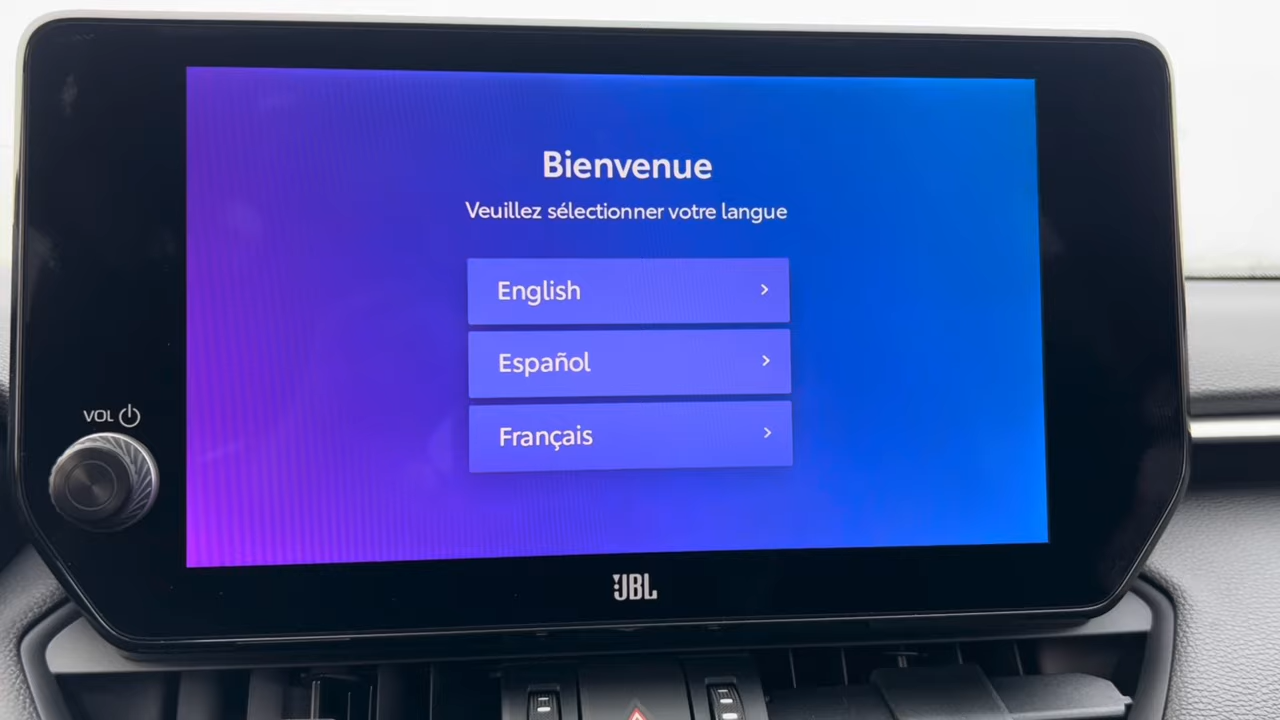 Bienvenue
Veuillez sélectionner votre langue
English
Español
Français
VOL
JBL